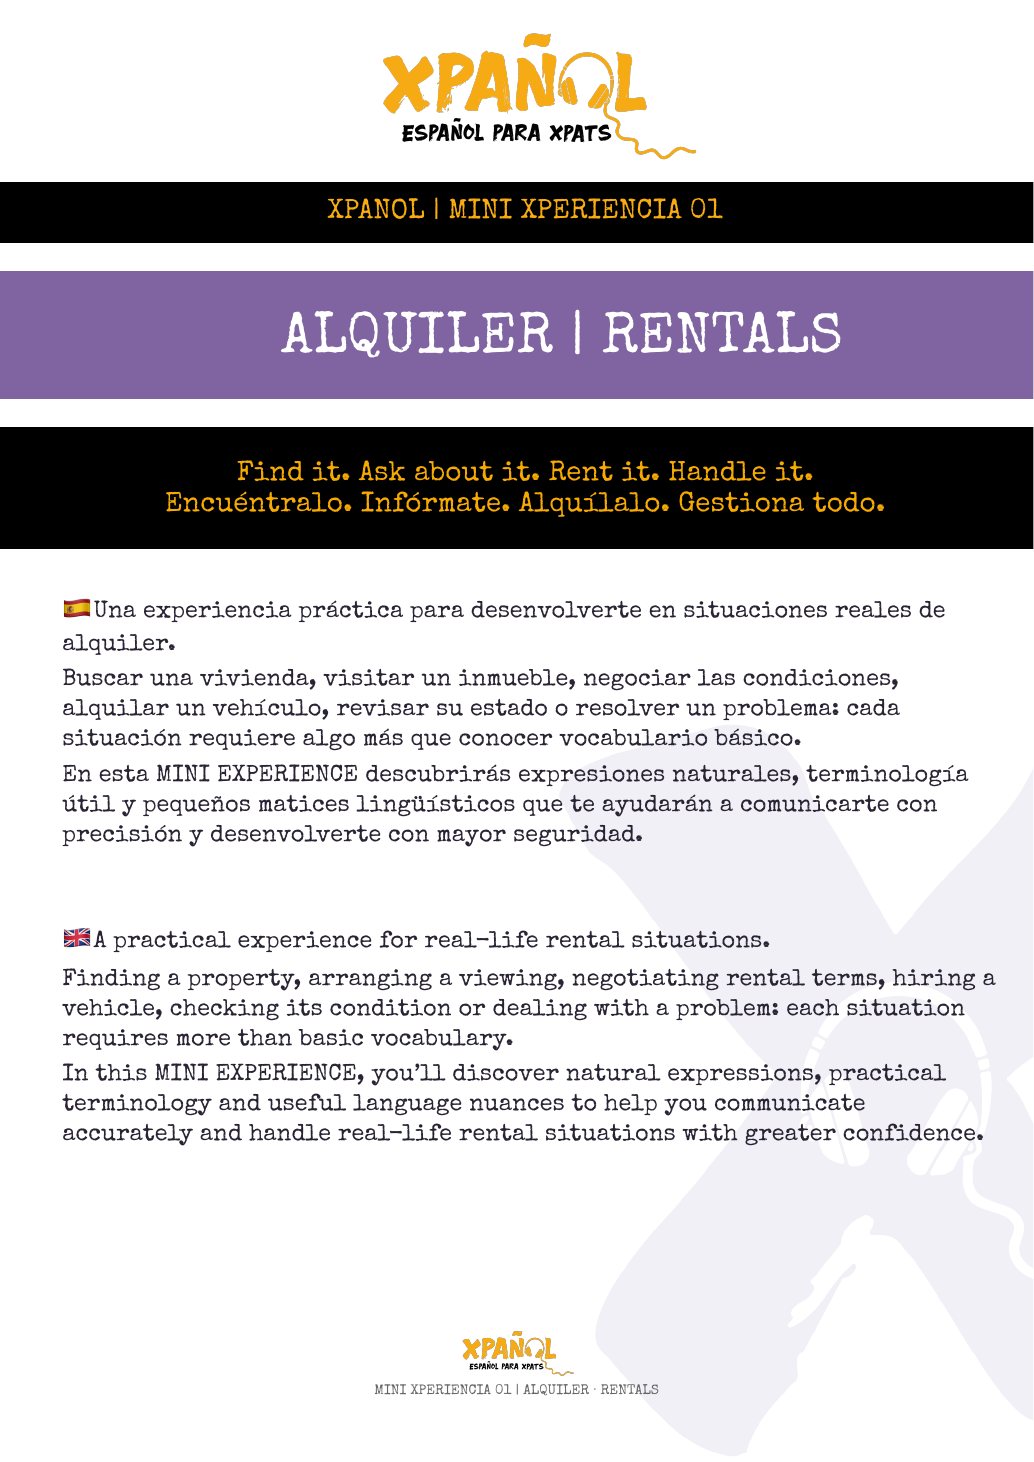 XPAÑOL
ESPAÑOL PARA XPATS
XPANOL | MINI XPERIENCIA 01
ALQUILER | RENTALS
Find it. Ask about it. Rent it. Handle it.
Encuéntralo. Infórmate. Alquílalo. Gestiona todo.
🇪🇸Una experiencia práctica para desenvolverte en situaciones reales de
alquiler.
Buscar una vivienda, visitar un inmueble, negociar las condiciones,
alquilar un vehículo, revisar su estado o resolver un problema: cada
situación requiere algo más que conocer vocabulario básico.
En esta MINI EXPERIENCE descubrirás expresiones naturales, terminología
útil y pequeños matices lingüísticos que te ayudarán a comunicarte con
precisión y desenvolverte con mayor seguridad.
🇬🇧A practical experience for real-life rental situations.
Finding a property, arranging a viewing, negotiating rental terms, hiring a
vehicle, checking its condition or dealing with a problem: each situation
requires more than basic vocabulary.
In this MINI EXPERIENCE, you’ll discover natural expressions, practical
terminology and useful language nuances to help you communicate
accurately and handle real-life rental situations with greater confidence.
XPAÑOL
ESPAÑOL PARA XPATS
MINI XPERIENCIA 01 | ALQUILER · RENTALS